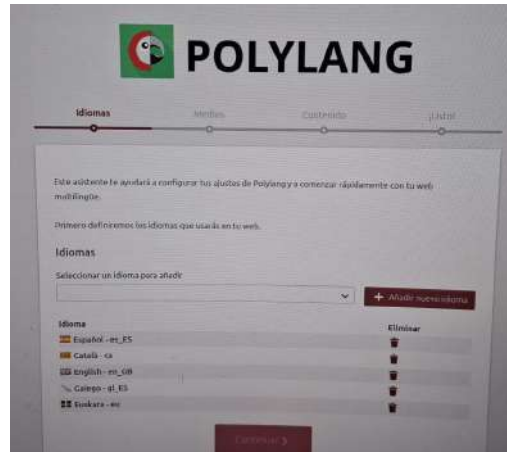 POLYLANG
Idiomas Medios Contenido ¡Listo!
Este asistente te ayudará a configurar tus ajustes de Polylang y a comenzar rápidamente con tu web
multilingüe.
Primero definiremos los idiomas que usarás en tu web.
Idiomas
Seleccionar un idioma para añadir
+ Añadir nuevo idioma
Idioma Eliminar
Español - es_ES
Català - ca
English - en_GB
Galego - gl_ES
Euskara - eu
Continuar